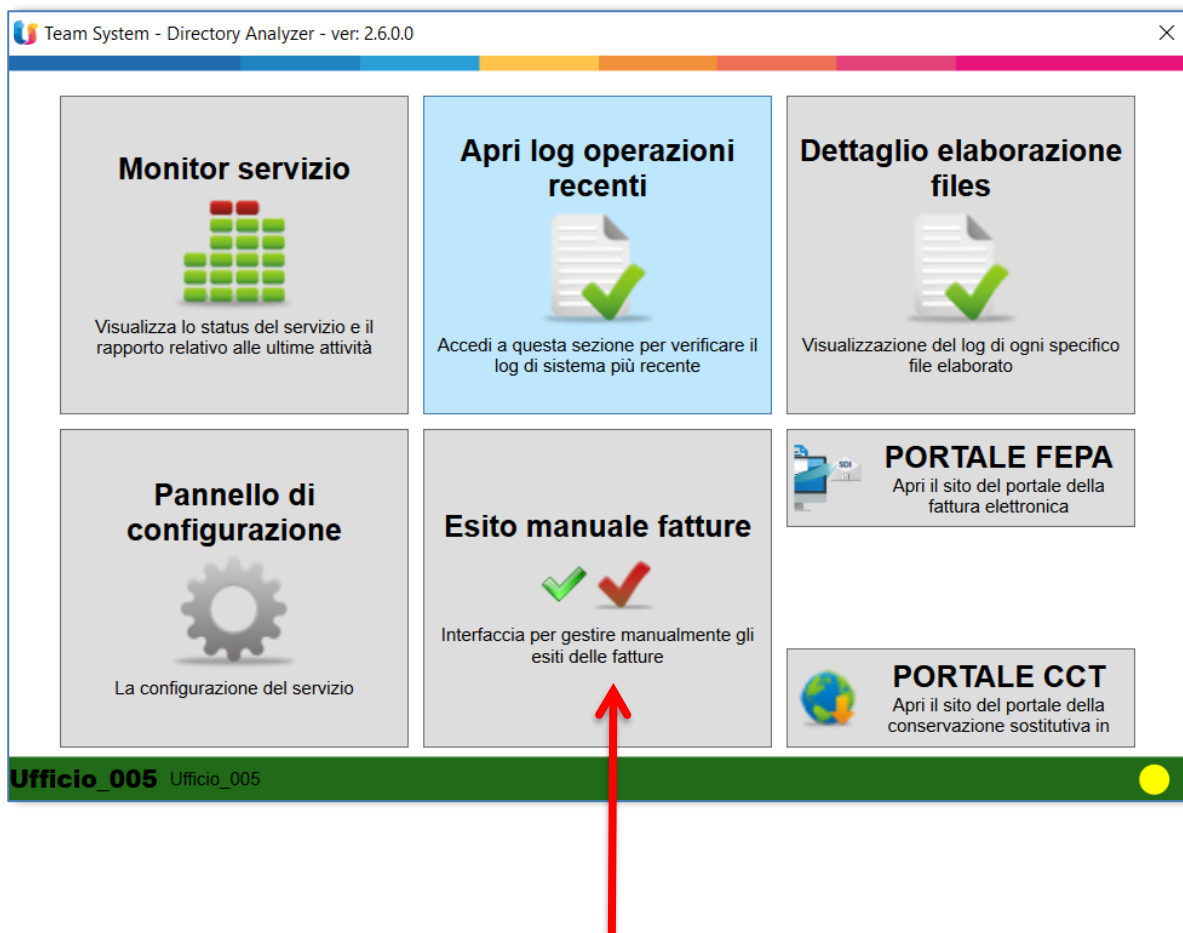 Team System - Directory Analyzer - ver: 2.6.0.0
Monitor servizio
Visualizza lo status del servizio e il
rapporto relativo alle ultime attività
Apri log operazioni
recenti
Accedi a questa sezione per verificare il
log di sistema più recente
Dettaglio elaborazione
files
Visualizzazione del log di ogni specifico
file elaborato
Pannello di
configurazione
La configurazione del servizio
Esito manuale fatture
Interfaccia per gestire manualmente gli
esiti delle fatture
SDI
PORTALE FEPA
Apri il sito del portale della
fattura elettronica
PORTALE CCT
Apri il sito del portale della
conservazione sostitutiva in
Ufficio_005 Ufficio_005